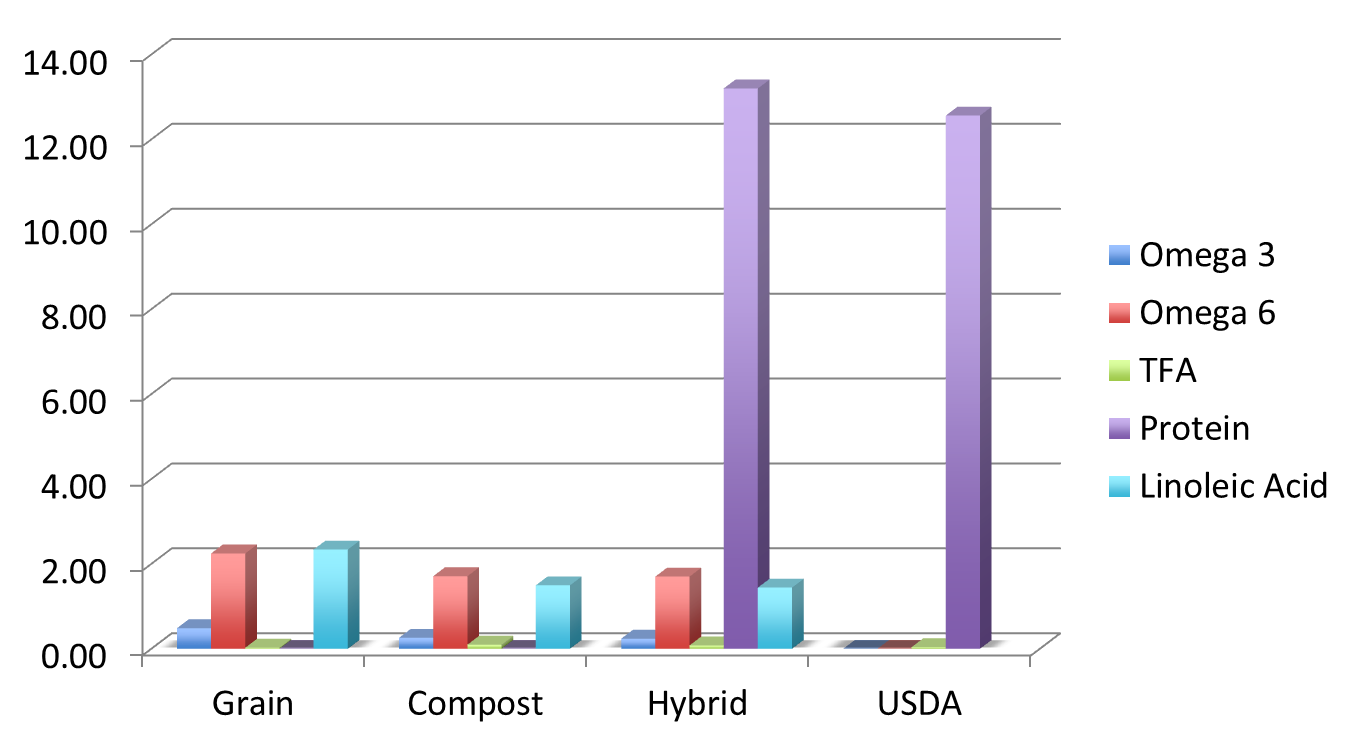 14.00
12.00
10.00
8.00
6.00
4.00
2.00
0.00
Grain
Compost
Hybrid
USDA
Omega 3
Omega 6
TFA
Protein
Linoleic Acid